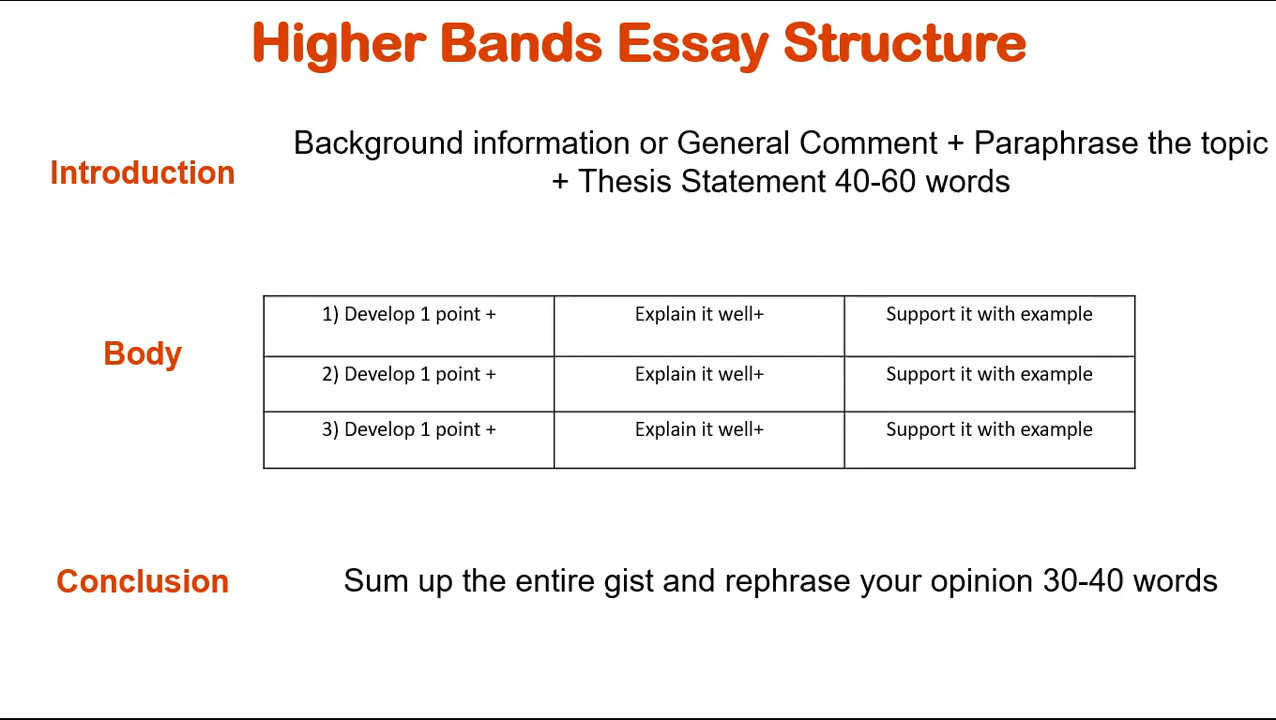 Higher Bands Essay Structure
Introduction
Background information or General Comment + Paraphrase the topic
+ Thesis Statement 40-60 words
Body
1) Develop 1 point + Explain it well+ Support it with example
2) Develop 1 point + Explain it well+ Support it with example
3) Develop 1 point + Explain it well+ Support it with example
Conclusion
Sum up the entire gist and rephrase your opinion 30-40 words